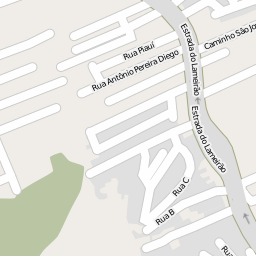 Estrada do Lameirão
Rua Piauí
Caminho São Jo
Rua Antônio Pereira Diego
Estrada do Lameirão
Rua C
Rua B